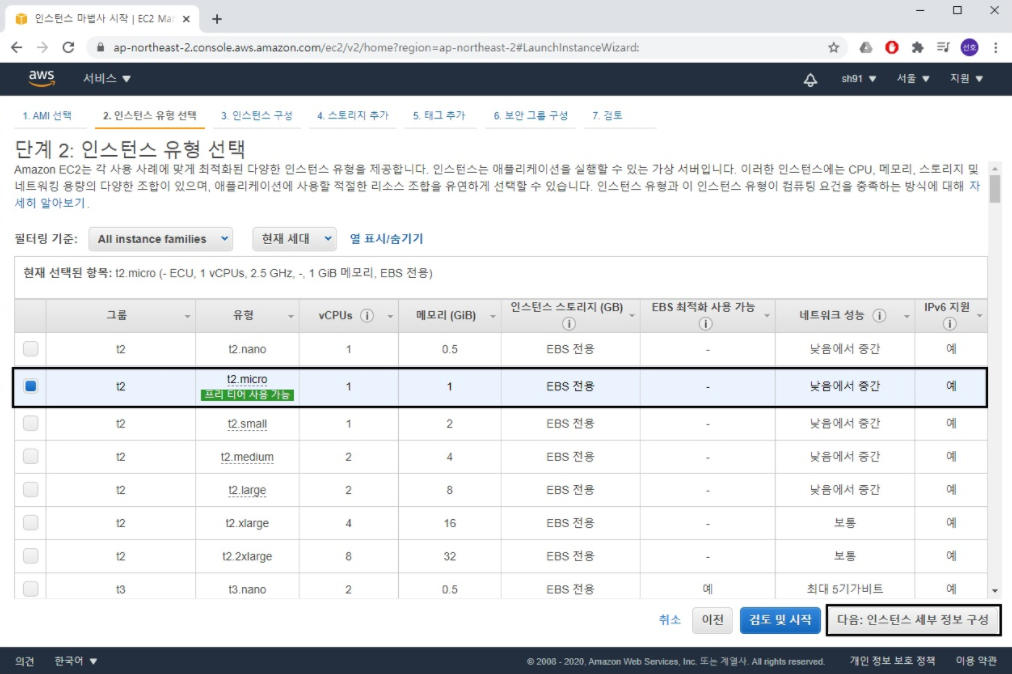 인스턴스 마법사 시작 | EC2 Ma
ap-northeast-2.console.aws.amazon.com/ec2/v2/home?region=ap-northeast-2#LaunchInstanceWizard:
선호
aws 서비스 sh91 서울 지원
1. AMI 선택 2. 인스턴스 유형 선택 3. 인스턴스 구성 4. 스토리지 추가 5. 태그 추가 6. 보안 그룹 구성 7. 검토
단계 2: 인스턴스 유형 선택
Amazon EC2는 각 사용 사례에 맞게 최적화된 다양한 인스턴스 유형을 제공합니다. 인스턴스는 애플리케이션을 실행할 수 있는 가상 서버입니다. 이러한 인스턴스에는 CPU, 메모리, 스토리지 및
네트워킹 용량의 다양한 조합이 있으며, 애플리케이션에 사용할 적절한 리소스 조합을 유연하게 선택할 수 있습니다. 인스턴스 유형과 이 인스턴스 유형이 컴퓨팅 요건을 충족하는 방식에 대해 자
세히 알아보기.
필터링 기준: All instance families 현재 세대 열 표시/숨기기
현재 선택된 항목: t2.micro (- ECU, 1 vCPUs, 2.5 GHz, -, 1 GiB 메모리, EBS 전용)
그룹 유형 vCPUs 메모리 (GiB) 인스턴스 스토리지 (GB) EBS 최적화 사용 가능 네트워크 성능 IPv6 지원
t2 t2.nano 1 0.5 EBS 전용 - 낮음에서 중간 예
t2 t2.micro 1 1 EBS 전용 - 낮음에서 중간 예
프리 티어 사용 가능
t2 t2.small 1 2 EBS 전용 - 낮음에서 중간 예
t2 t2.medium 2 4 EBS 전용 - 낮음에서 중간 예
t2 t2.large 2 8 EBS 전용 - 낮음에서 중간 예
t2 t2.xlarge 4 16 EBS 전용 - 보통 예
t2 t2.2xlarge 8 32 EBS 전용 - 보통 예
t3 t3.nano 2 0.5 EBS 전용 예 최대 5기가비트 예
취소 이전 검토 및 시작 다음: 인스턴스 세부 정보 구성
의견 한국어 © 2008 - 2020, Amazon Web Services, Inc. 또는 계열사. All rights reserved. 개인 정보 보호 정책 이용 약관